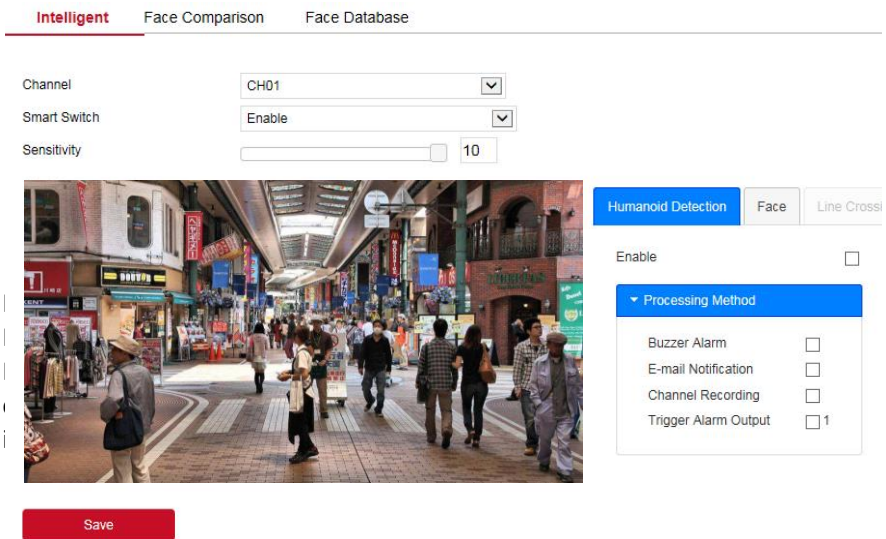 Intelligent Face Comparison Face Database
Channel CH01
Smart Switch Enable
Sensitivity 10
Humanoid Detection Face Line Crossi
Enable
Processing Method
Buzzer Alarm
E-mail Notification
Channel Recording
Trigger Alarm Output 1
DOUTOR
Save